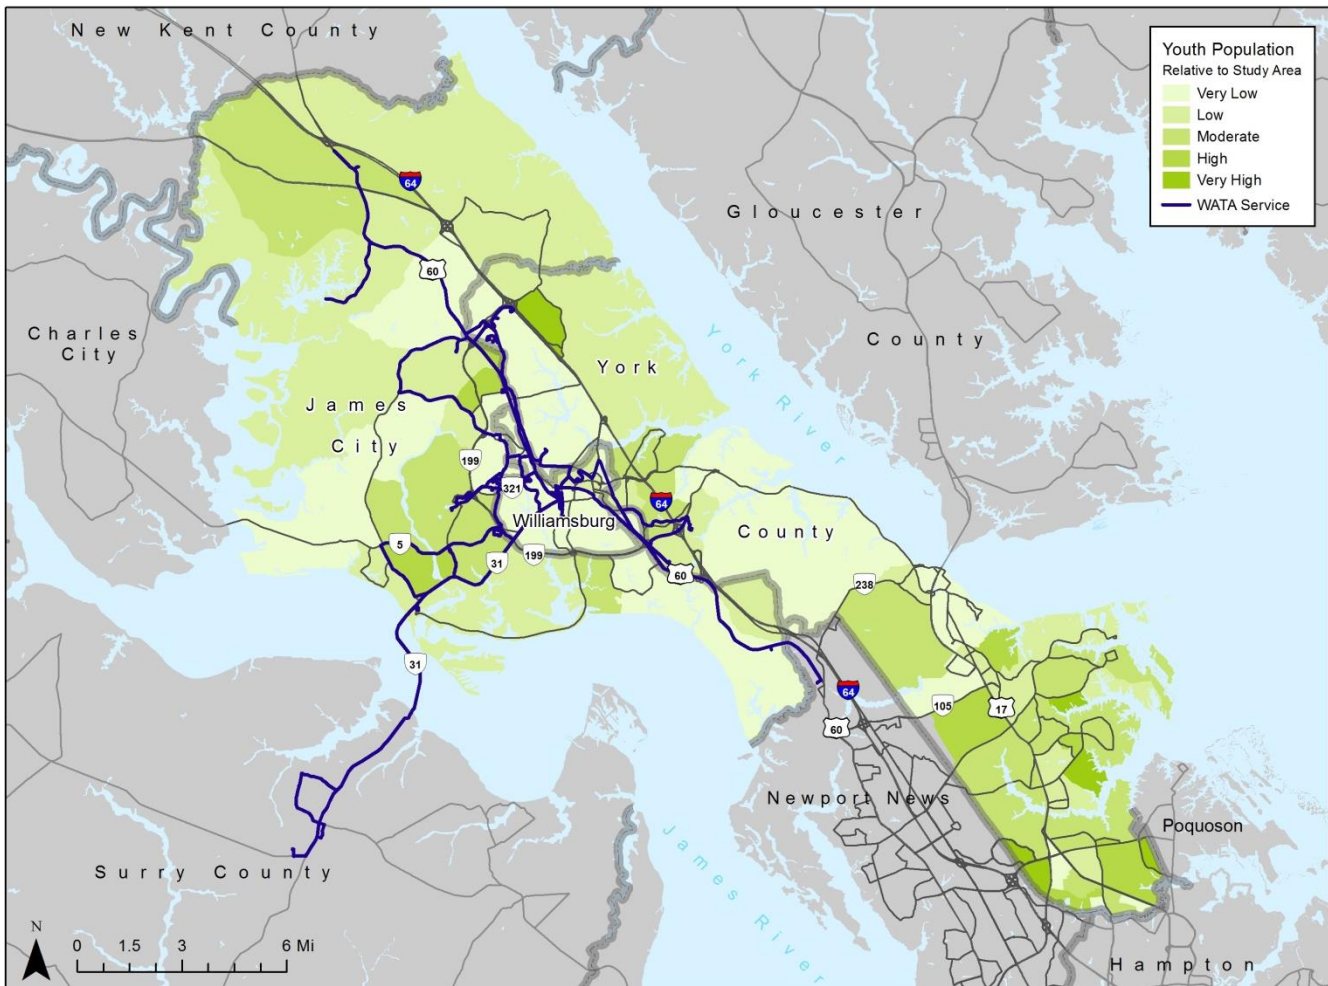 New Kent County
Youth Population
Relative to Study Area
Very Low
Low
Moderate
High
Very High
WATA Service
64
Gloucester
County
60
Charles
City
York River
York
James
City
199
321
64
Williamsburg
County
5
31
199
60
238
31
64
105
17
60
Newport News
Poquoson
James River
Surry County
N
0 1.5 3 6 Mi
Hampton